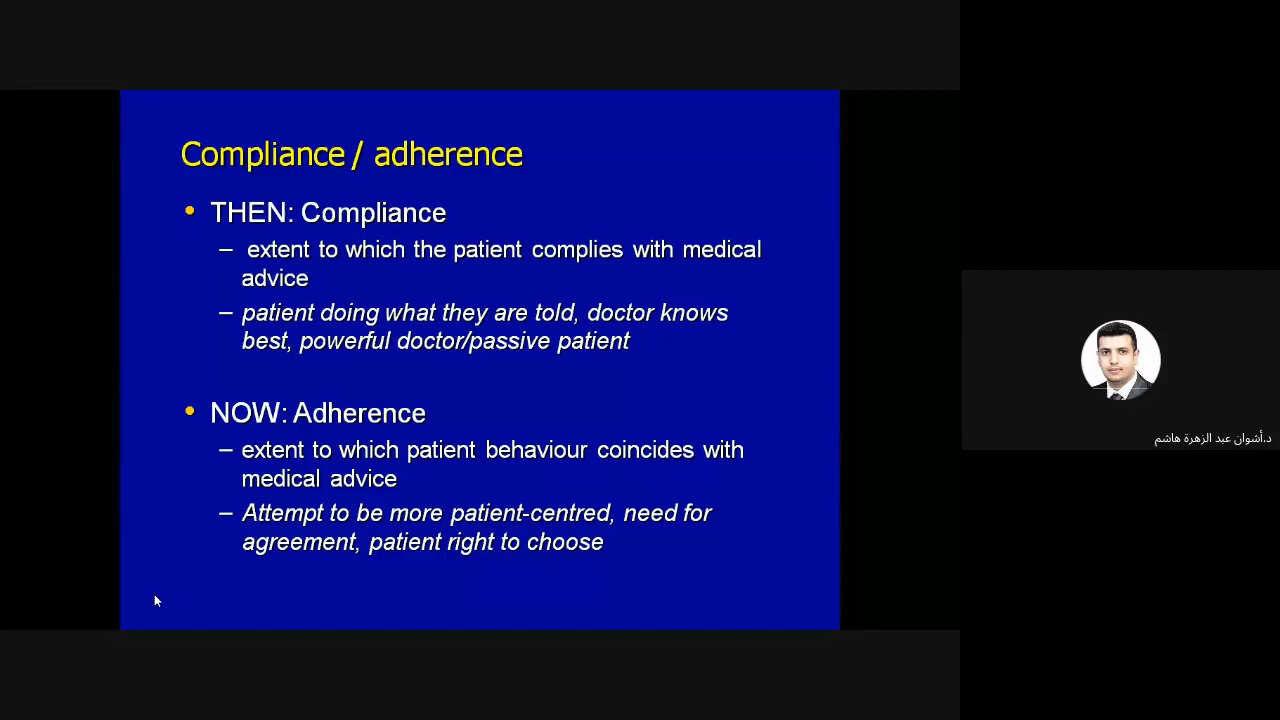 Compliance / adherence
• THEN: Compliance
– extent to which the patient complies with medical
advice
– patient doing what they are told, doctor knows
best, powerful doctor/passive patient
• NOW: Adherence
– extent to which patient behaviour coincides with
medical advice
– Attempt to be more patient-centred, need for
agreement, patient right to choose
د.أشوان عبد الزهرة هاشم